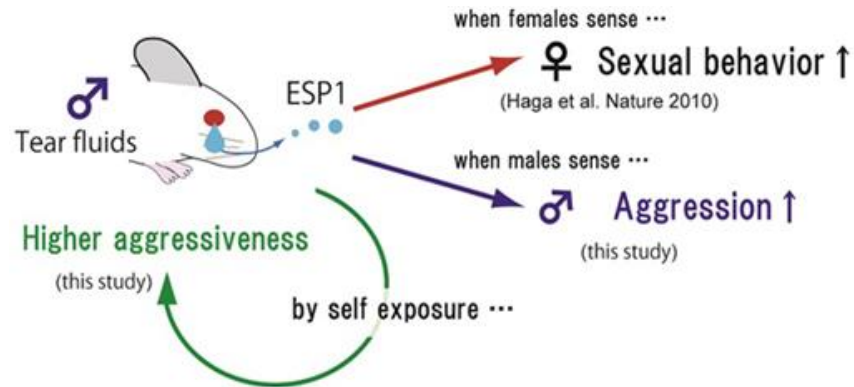 when females sense …
♀ Sexual behavior ↑
(Haga et al. Nature 2010)
ESP1
♂
Tear fluids
when males sense …
♂ Aggression ↑
(this study)
Higher aggressiveness
(this study)
by self exposure …